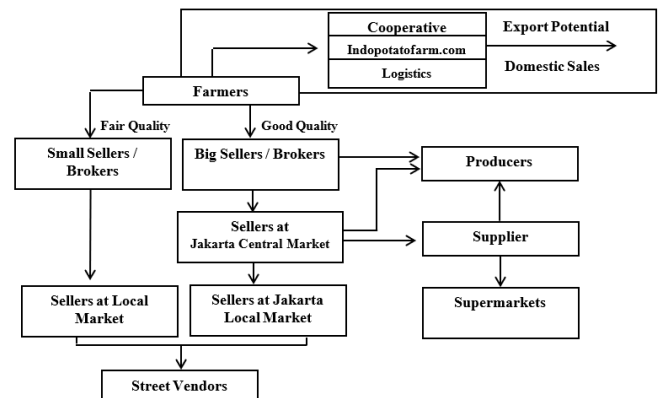 Cooperative
Export Potential
Indopotatofarm.com
Logistics
Domestic Sales
Farmers
Fair Quality
Good Quality
Small Sellers /
Brokers
Big Sellers / Brokers
Producers
Sellers at
Jakarta Central Market
Supplier
Sellers at Local
Market
Sellers at Jakarta
Local Market
Supermarkets
Street Vendors